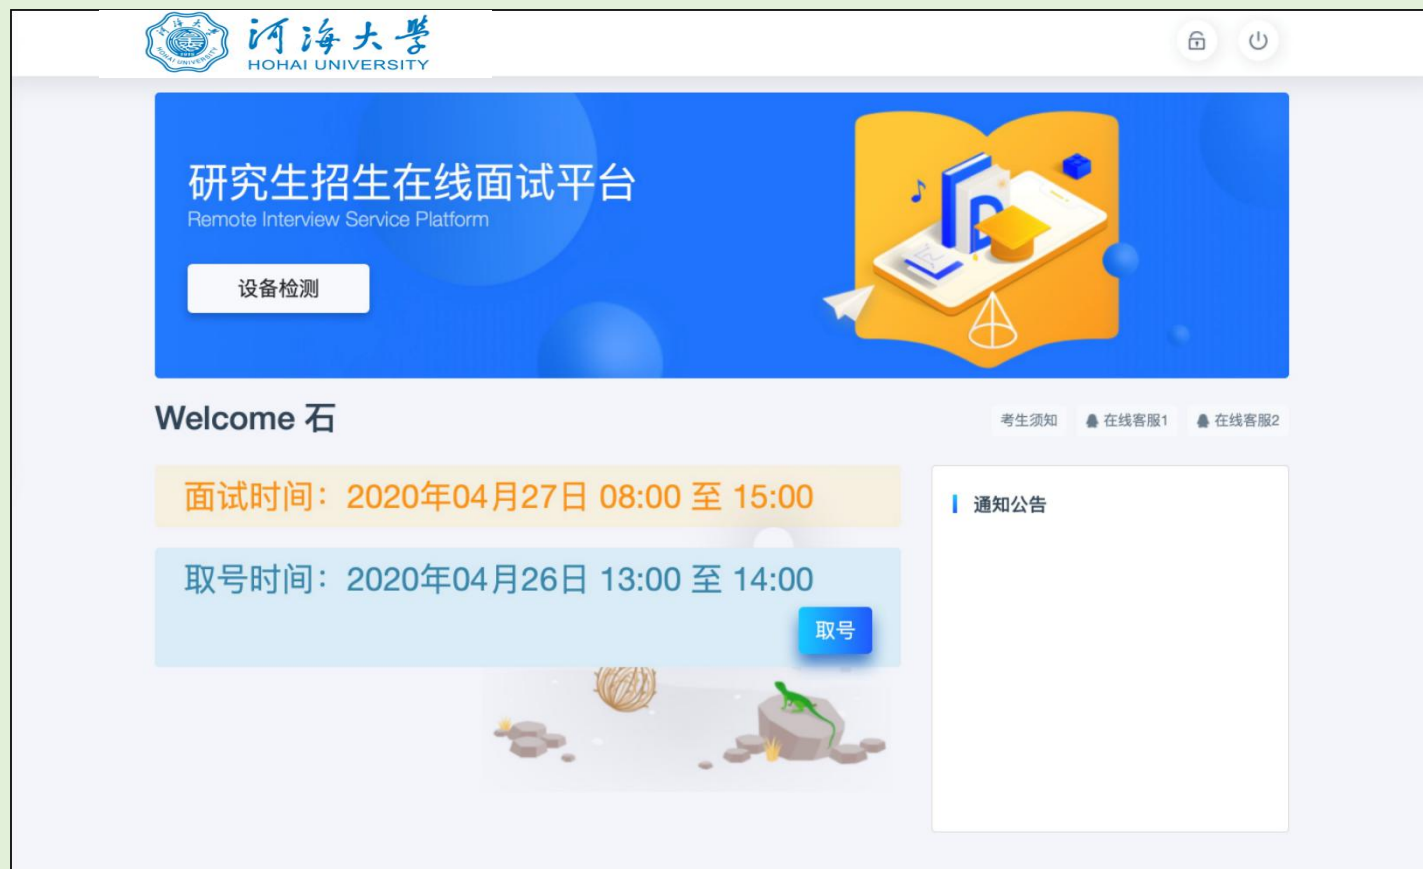 河海大學
HOHAI UNIVERSITY
研究生招生在线面试平台
Remote Interview Service Platform
设备检测
D
Welcome 石
考生须知
在线客服1
在线客服2
面试时间：2020年04月27日 08:00 至 15:00
通知公告
取号时间：2020年04月26日 13:00 至 14:00
取号